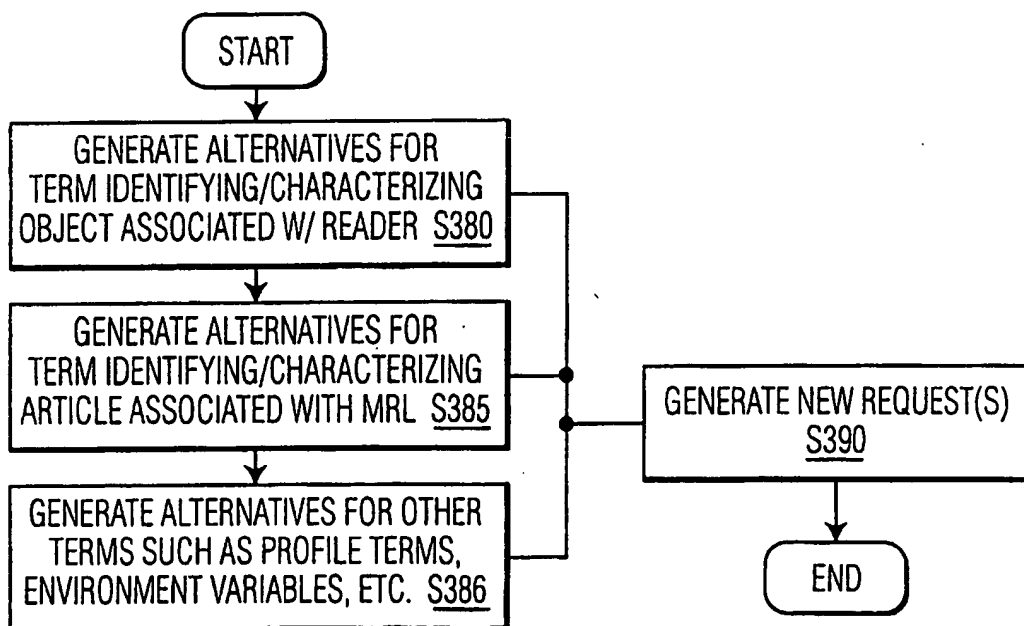 START
GENERATE ALTERNATIVES FOR
TERM IDENTIFYING/CHARACTERIZING
OBJECT ASSOCIATED W/ READER S380
GENERATE ALTERNATIVES FOR
TERM IDENTIFYING/CHARACTERIZING
ARTICLE ASSOCIATED WITH MRL S385
GENERATE ALTERNATIVES FOR OTHER
TERMS SUCH AS PROFILE TERMS,
ENVIRONMENT VARIABLES, ETC. S386
GENERATE NEW REQUEST(S)
S390
END